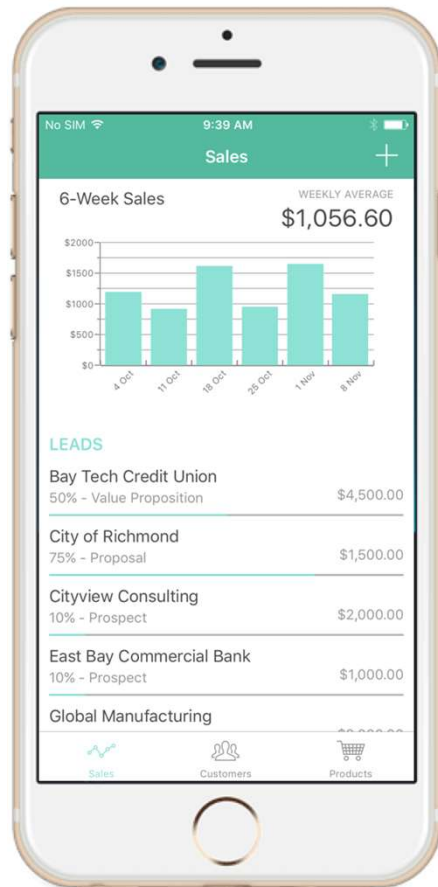 No SIM 9:39 AM
Sales
6-Week Sales WEEKLY AVERAGE
$1,056.60
$2000
$1500
$1000
$500
$0
4 Oct 11 Oct 18 Oct 25 Oct 1 Nov 8 Nov
LEADS
Bay Tech Credit Union
50% - Value Proposition $4,500.00
City of Richmond
75% - Proposal $1,500.00
Cityview Consulting
10% - Prospect $2,000.00
East Bay Commercial Bank
10% - Prospect $1,000.00
Global Manufacturing
Sales Customers Products